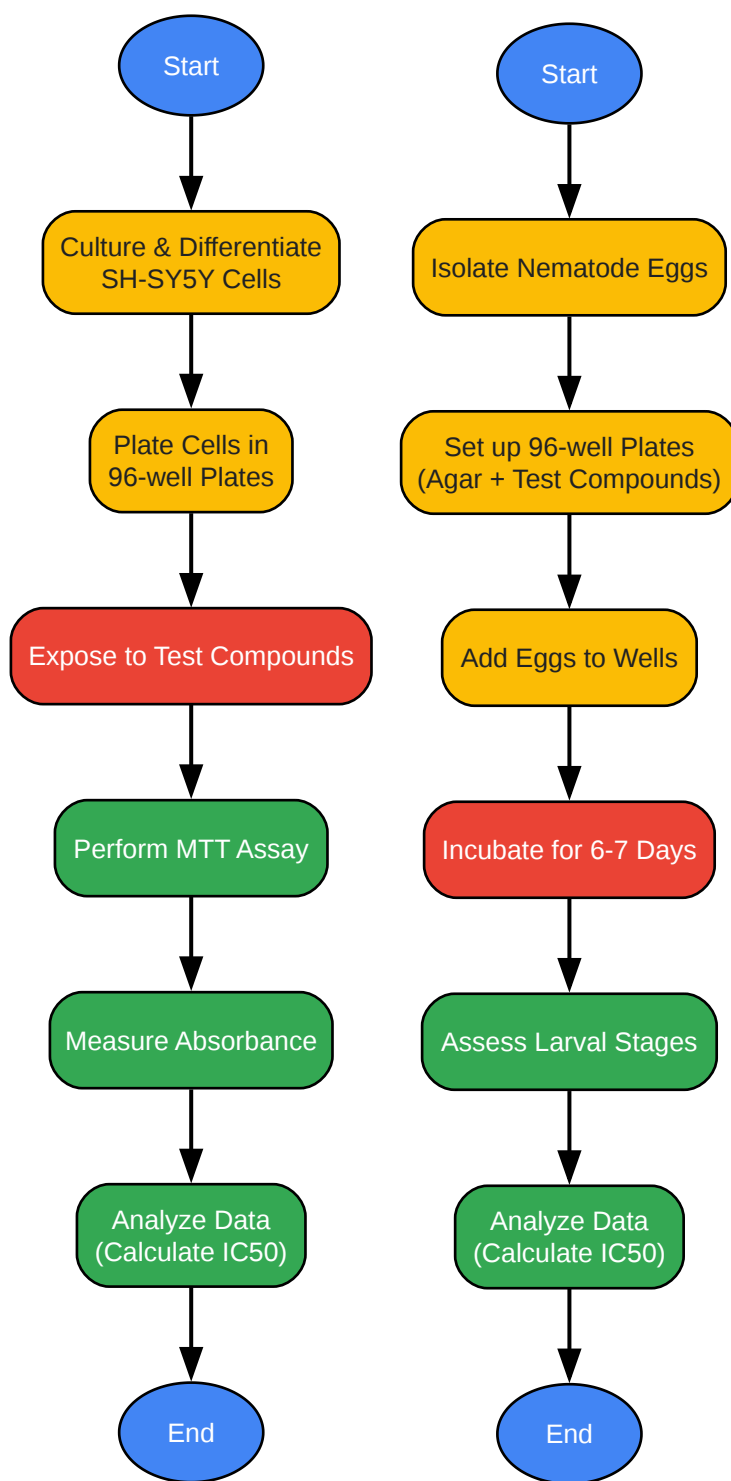 Start
Culture & Differentiate
SH-SY5Y Cells
Plate Cells in
96-well Plates
Expose to Test Compounds
Perform MTT Assay
Measure Absorbance
Analyze Data
(Calculate IC50)
End
Start
Isolate Nematode Eggs
Set up 96-well Plates
(Agar + Test Compounds)
Add Eggs to Wells
Incubate for 6-7 Days
Assess Larval Stages
Analyze Data
(Calculate IC50)
End